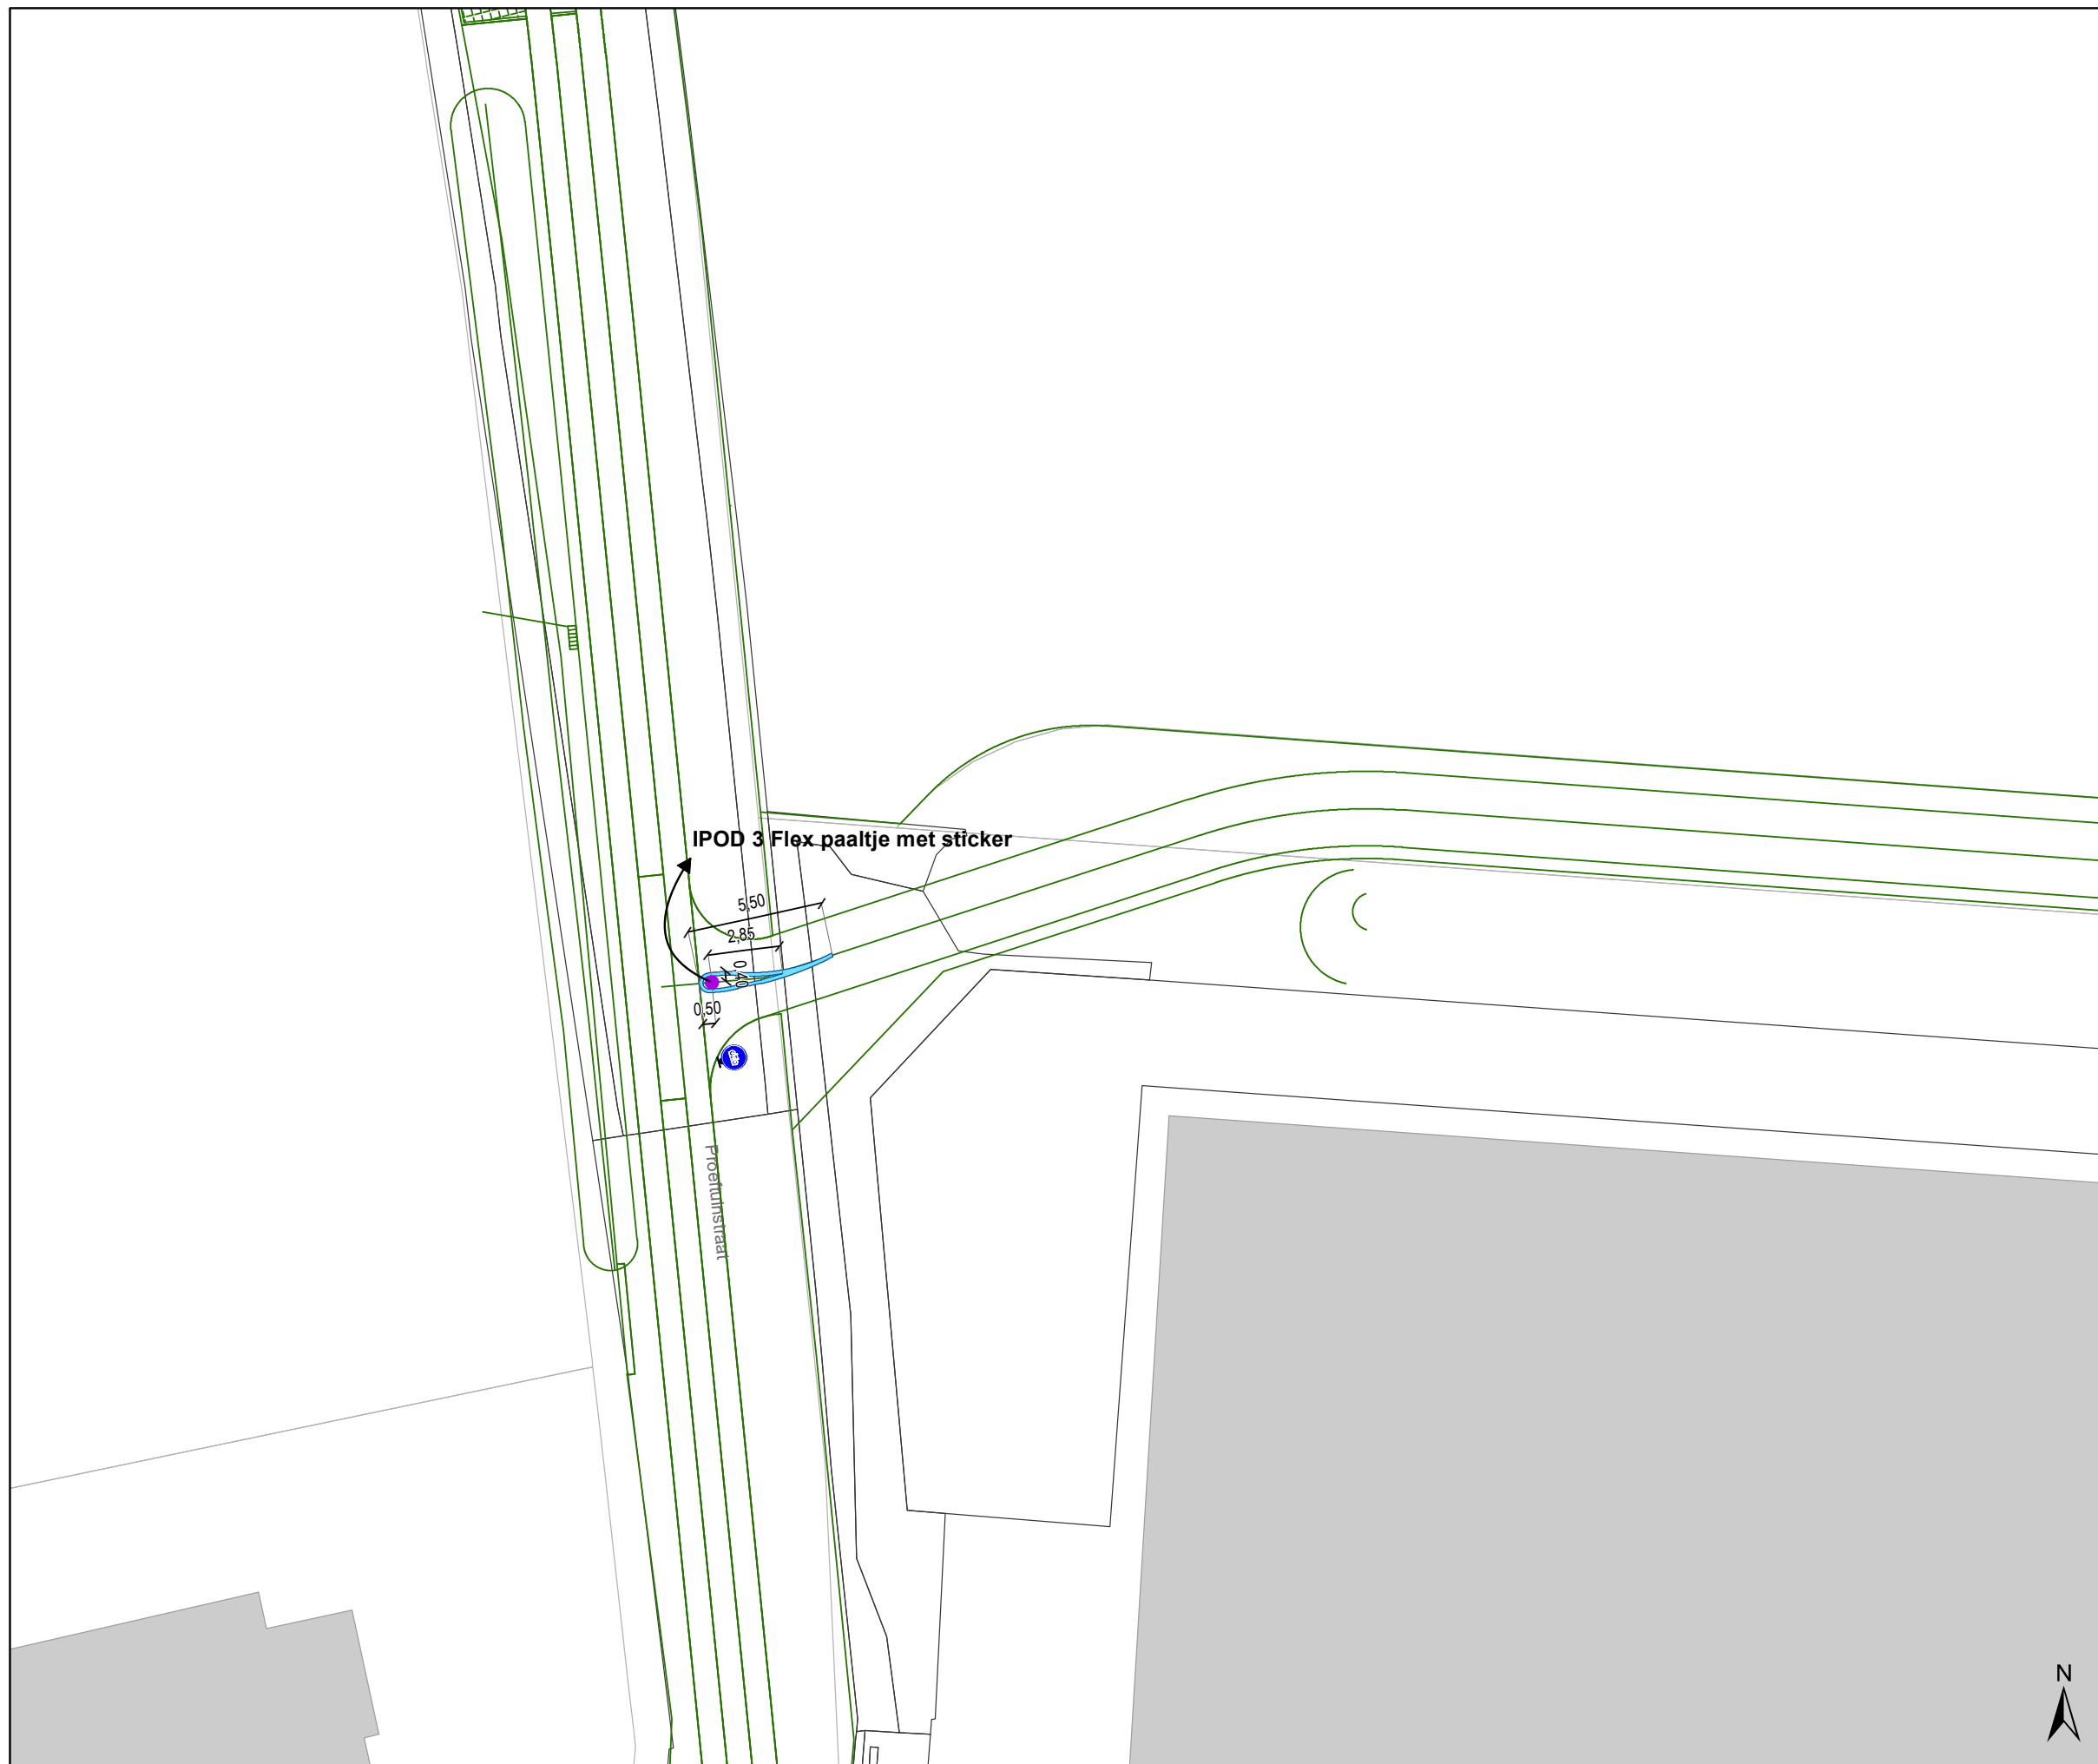 IPOD 3 Flex paaltje met sticker
5,50
2,85
0,40
0,50
Proeftuinstraat
N